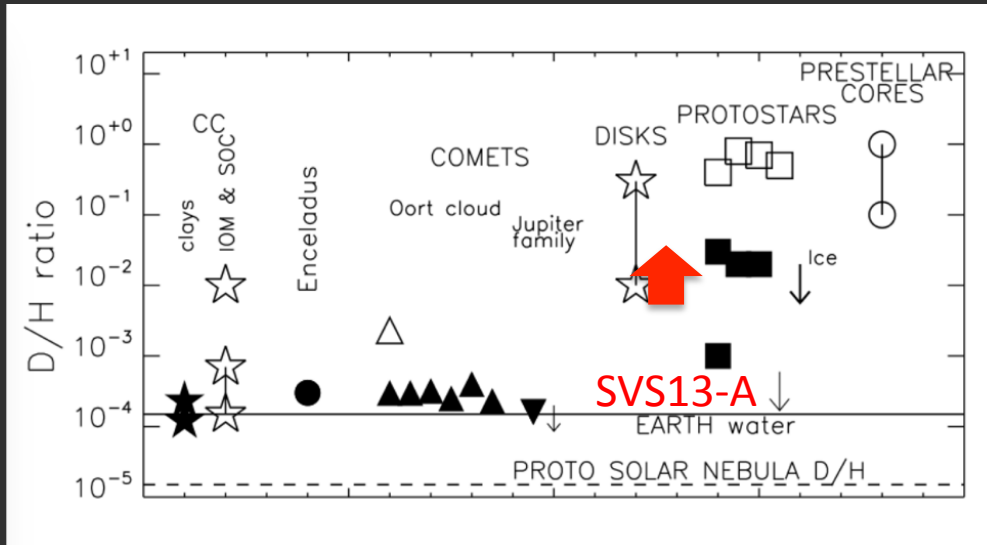 10+1
10+0
10-1
10-2
10-3
10-4
10-5
D/H ratio
CC
clays
IOM & SOC
Enceladus
COMETS
Oort cloud
Jupiter
family
DISKS
PROTOSTARS
PRESTELLAR
CORES
Ice
SVS13-A
EARTH water
PROTO SOLAR NEBULA D/H